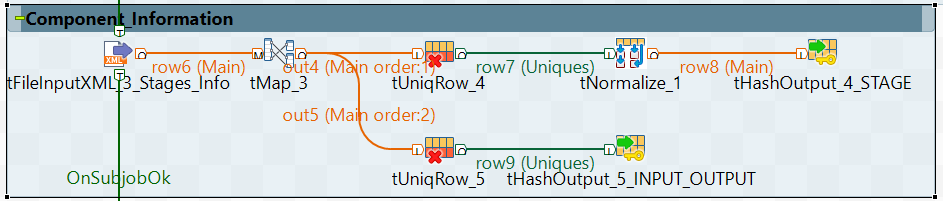 Component_Information
row6 (Main)
out4 (Main order:1)
row7 (Uniques)
row8 (Main)
tFileInputXML_3_Stages_Info
tMap_3
tUniqRow_4
tNormalize_1
tHashOutput_4_STAGE
out5 (Main order:2)
row9 (Uniques)
OnSubjobOk
tUniqRow_5
tHashOutput_5_INPUT_OUTPUT